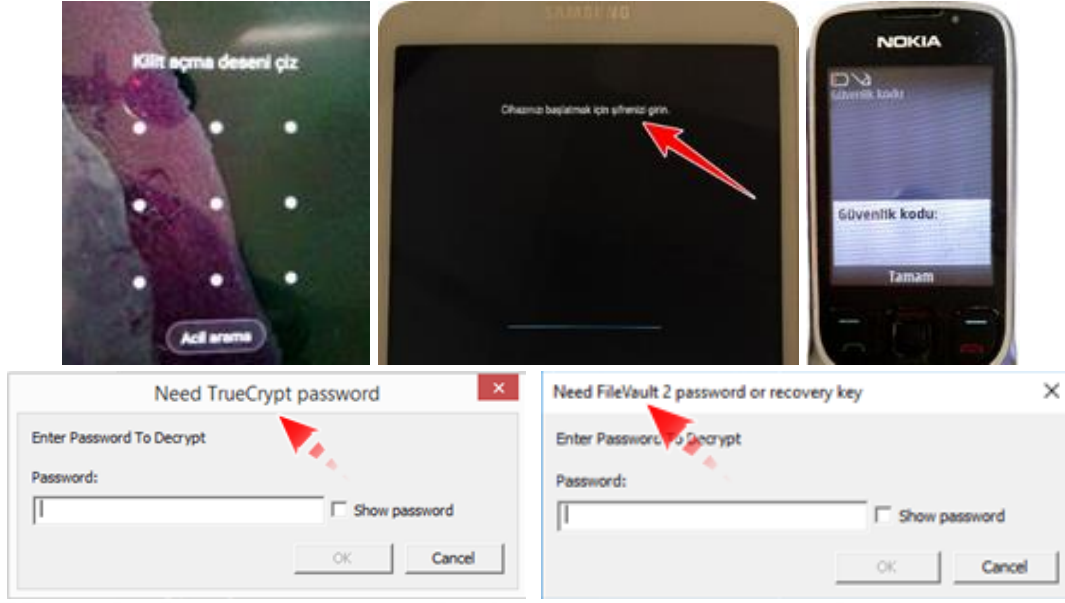 Kilit açma deseni çiz
Acil arama
SAMSUNG
Cihazınızı başlatmak için şifrenizi girin.
NOKIA
Güvenlik kodu
Güvenlik kodu:
Tamam
Need TrueCrypt password
Enter Password To Decrypt
Password:
Show password
OK
Cancel
Need FileVault 2 password or recovery key
Enter Password To Decrypt
Password:
Show password
OK
Cancel